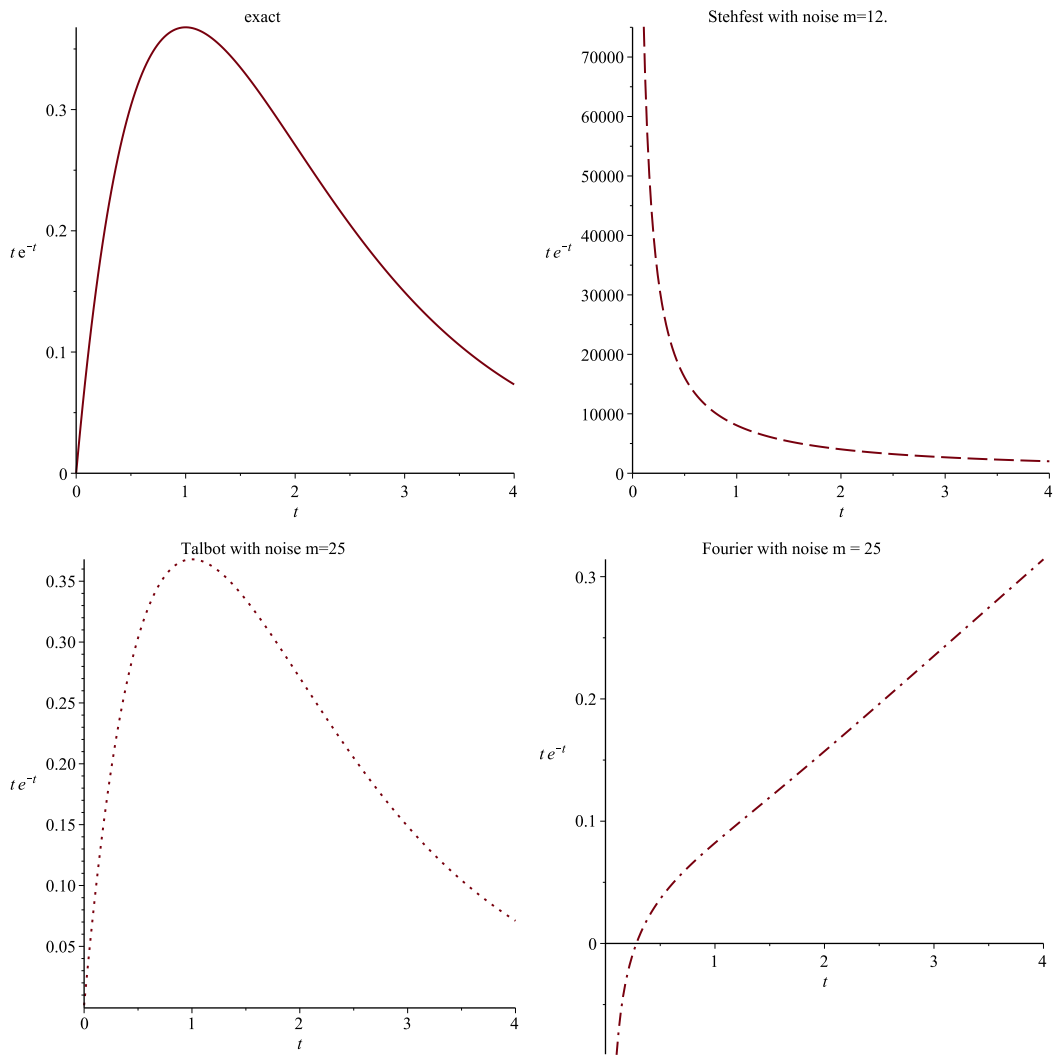 exact
0.3
0.2
t e⁻ᵗ
0.1
0
0 1 2 3 4
t
Stehfest with noise m=12.
70000
60000
50000
40000
t e⁻ᵗ
30000
20000
10000
0
0 1 2 3 4
t
Talbot with noise m=25
0.35
0.30
0.25
0.20
t e⁻ᵗ
0.15
0.10
0.05
0 1 2 3 4
t
Fourier with noise m = 25
0.3
0.2
t e⁻ᵗ
0.1
0
1 2 3 4
t